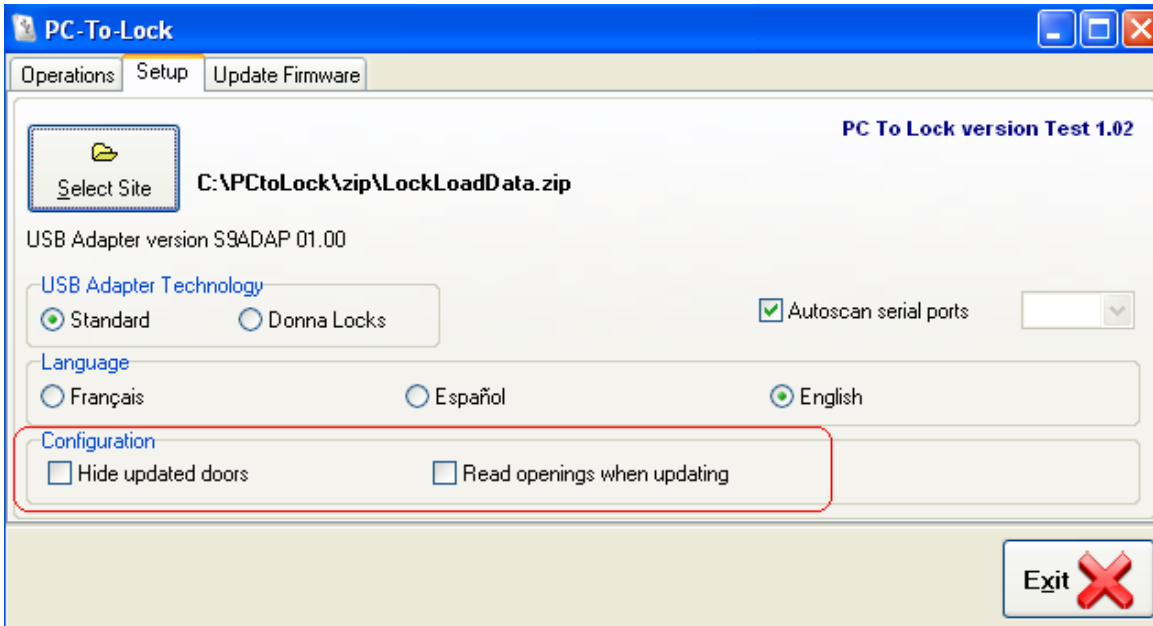 PC-To-Lock
Operations Setup Update Firmware
PC To Lock version Test 1.02
Select Site C:\PCtoLock\zip\LockLoadData.zip
USB Adapter version S9ADAP 01.00
USB Adapter Technology
Standard Donna Locks Autoscan serial ports
Language
Français Español English
Configuration
Hide updated doors Read openings when updating
Exit